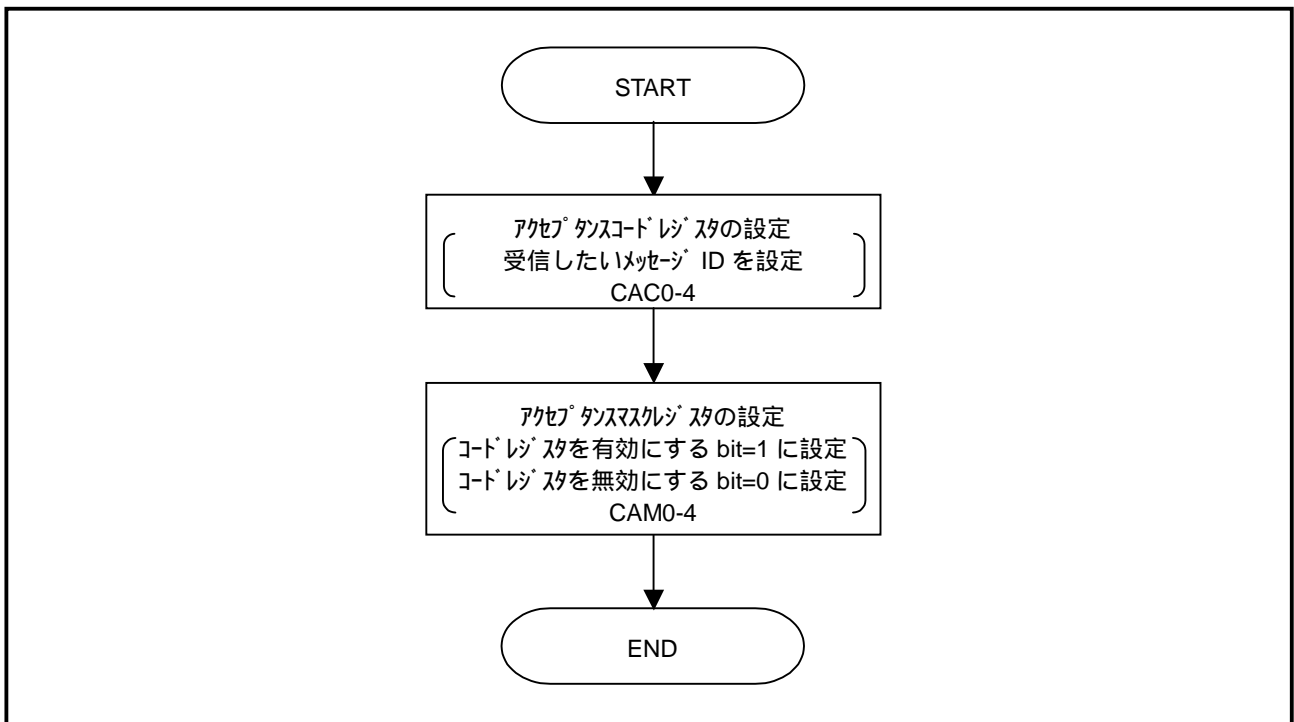 START
ｱｸｾﾌﾟﾀﾝｽｺｰﾄﾞﾚｼﾞｽﾀの設定
受信したいﾒｯｾｰｼﾞ ID を設定
CAC0-4
ｱｸｾﾌﾟﾀﾝｽﾏｽｸﾚｼﾞｽﾀの設定
ｺｰﾄﾞﾚｼﾞｽﾀを有効にする bit=1 に設定
ｺｰﾄﾞﾚｼﾞｽﾀを無効にする bit=0 に設定
CAM0-4
END